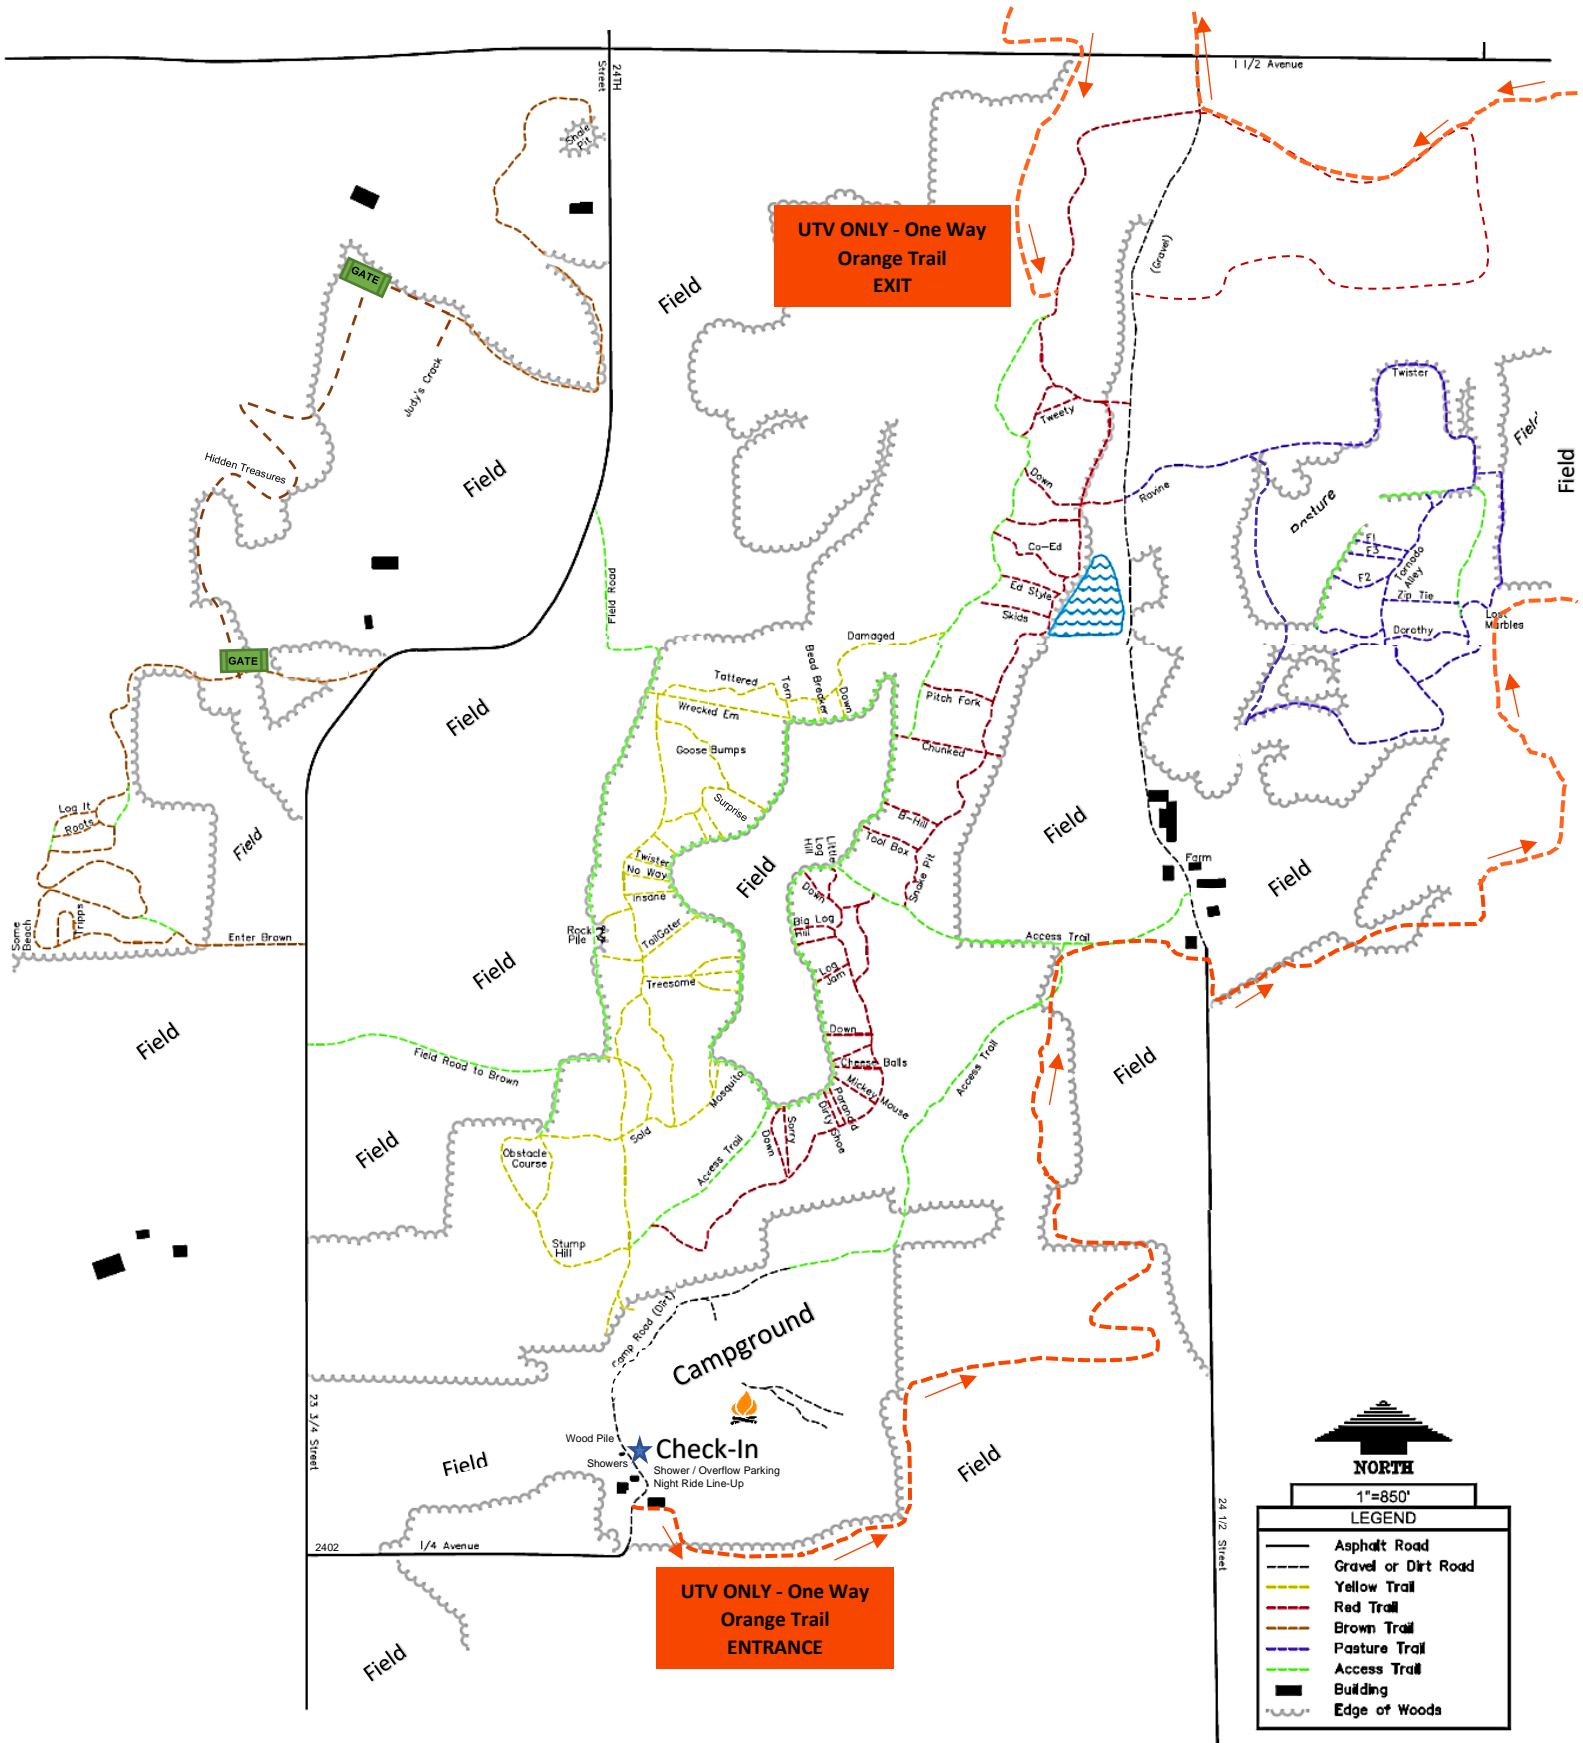 24TH
Street
1 1/2 Avenue
Shale
Pit
UTV ONLY - One Way
Orange Trail
EXIT
(Gravel)
GATE
Field
Judy's Crack
Hidden Treasures
Field
Tweety
Down
Ravine
Twister
Field
Field
Pasture
F1
F3
F2
Tornado
Alley
Zip Tie
Lost
Marbles
Dorothy
Co-Ed
Ed Style
Skids
Field Road
GATE
Damaged
Bead Breaker
Tattered
Torn
Down
Wrecked Em
Pitch Fork
Field
Goose Bumps
Chunked
Surprise
Log It
Roots
Field
B-Hill
Tool Box
Little
Log
Hill
Field
Snake Pit
Farm
Field
Twister
No Way
Insane
Field
Down
Big Log
Hill
Some
Beach
Tripps
Enter Brown
Rock
Pile
TailGater
Access Trail
Log
Jam
Field
Treesome
Field
Down
Field Road to Brown
Cheese Balls
Mickey Mouse
Paranoid
Dirty Shoe
Access Trail
Field
Mosquito
Sorry
Down
Sold
Access Trail
Field
Obstacle
Course
Stump
Hill
Camp Road (Dirt)
Campground
23 3/4 Street
Wood Pile
Check-In
Showers
Shower / Overflow Parking
Night Ride Line-Up
Field
Field
24 1/2 Street
2402
1/4 Avenue
UTV ONLY - One Way
Orange Trail
ENTRANCE
Field
NORTH
1"=850'
LEGEND
Asphalt Road
Gravel or Dirt Road
Yellow Trail
Red Trail
Brown Trail
Pasture Trail
Access Trail
Building
Edge of Woods